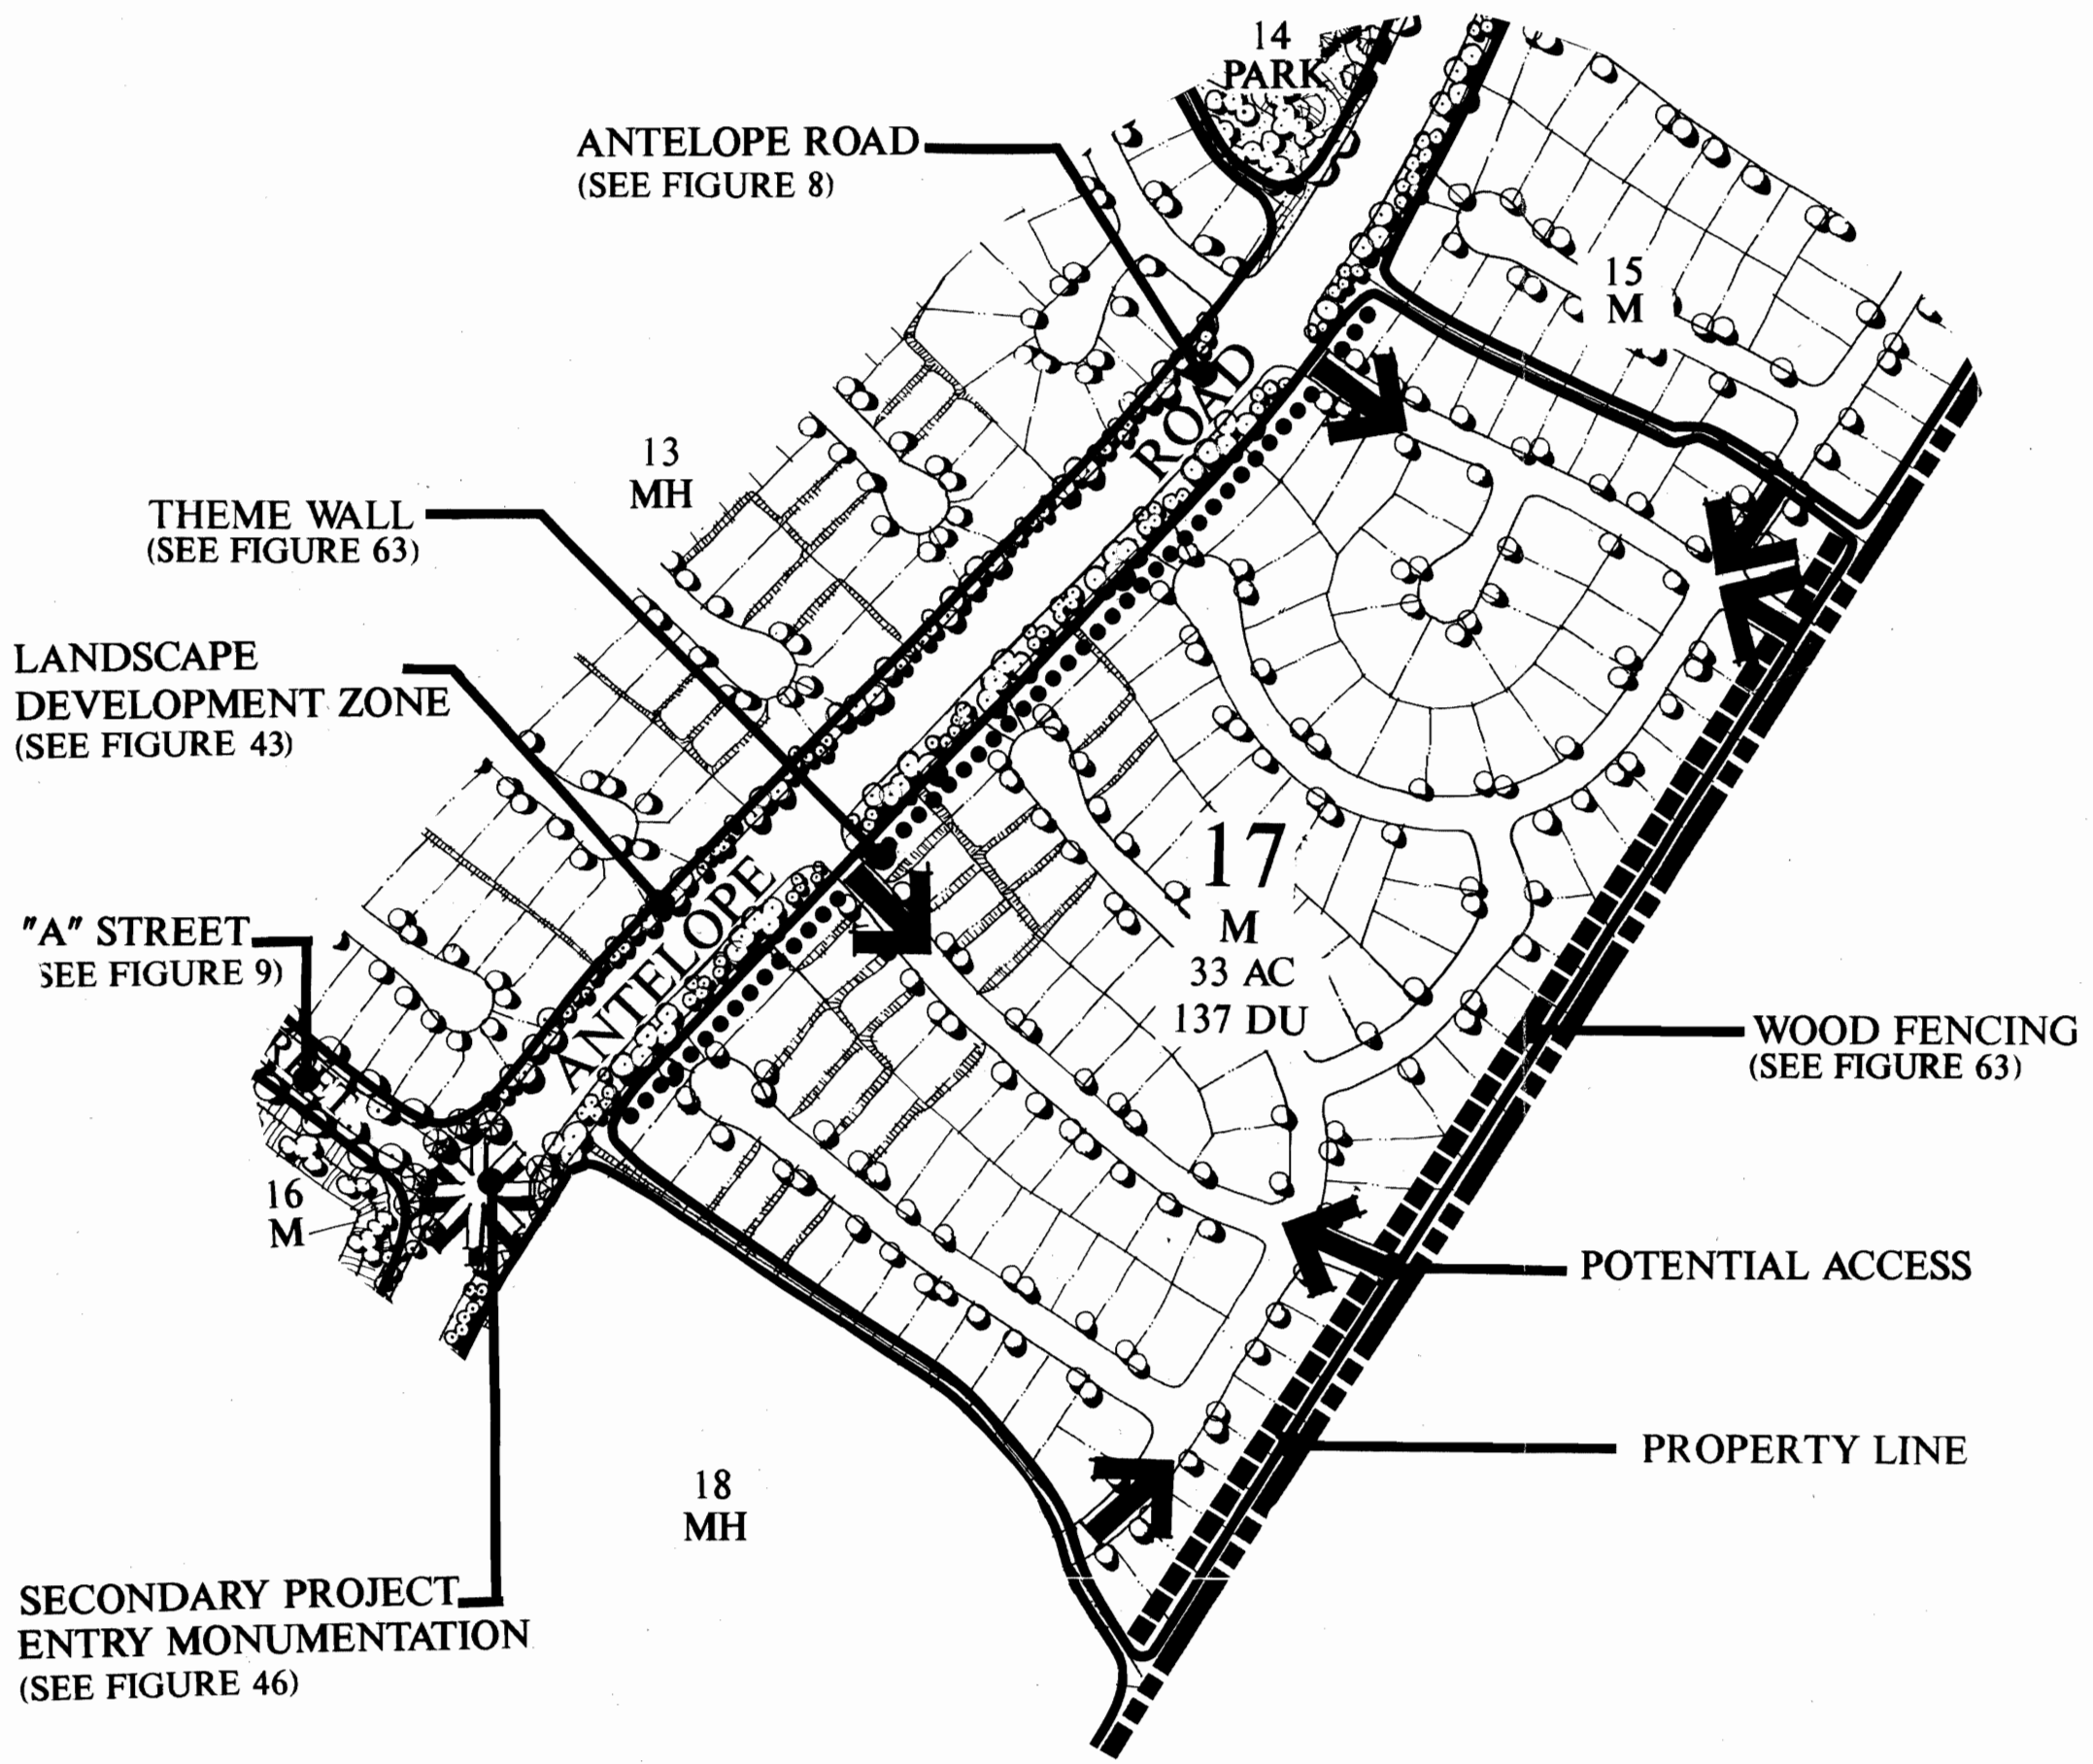 14
PARK
ANTELOPE ROAD
(SEE FIGURE 8)
15
M
ROAD
13
MH
THEME WALL
(SEE FIGURE 63)
LANDSCAPE
DEVELOPMENT ZONE
(SEE FIGURE 43)
17
M
33 AC
137 DU
ANTELOPE
"A" STREET
SEE FIGURE 9)
WOOD FENCING
(SEE FIGURE 63)
16
M
POTENTIAL ACCESS
PROPERTY LINE
18
MH
SECONDARY PROJECT
ENTRY MONUMENTATION
(SEE FIGURE 46)